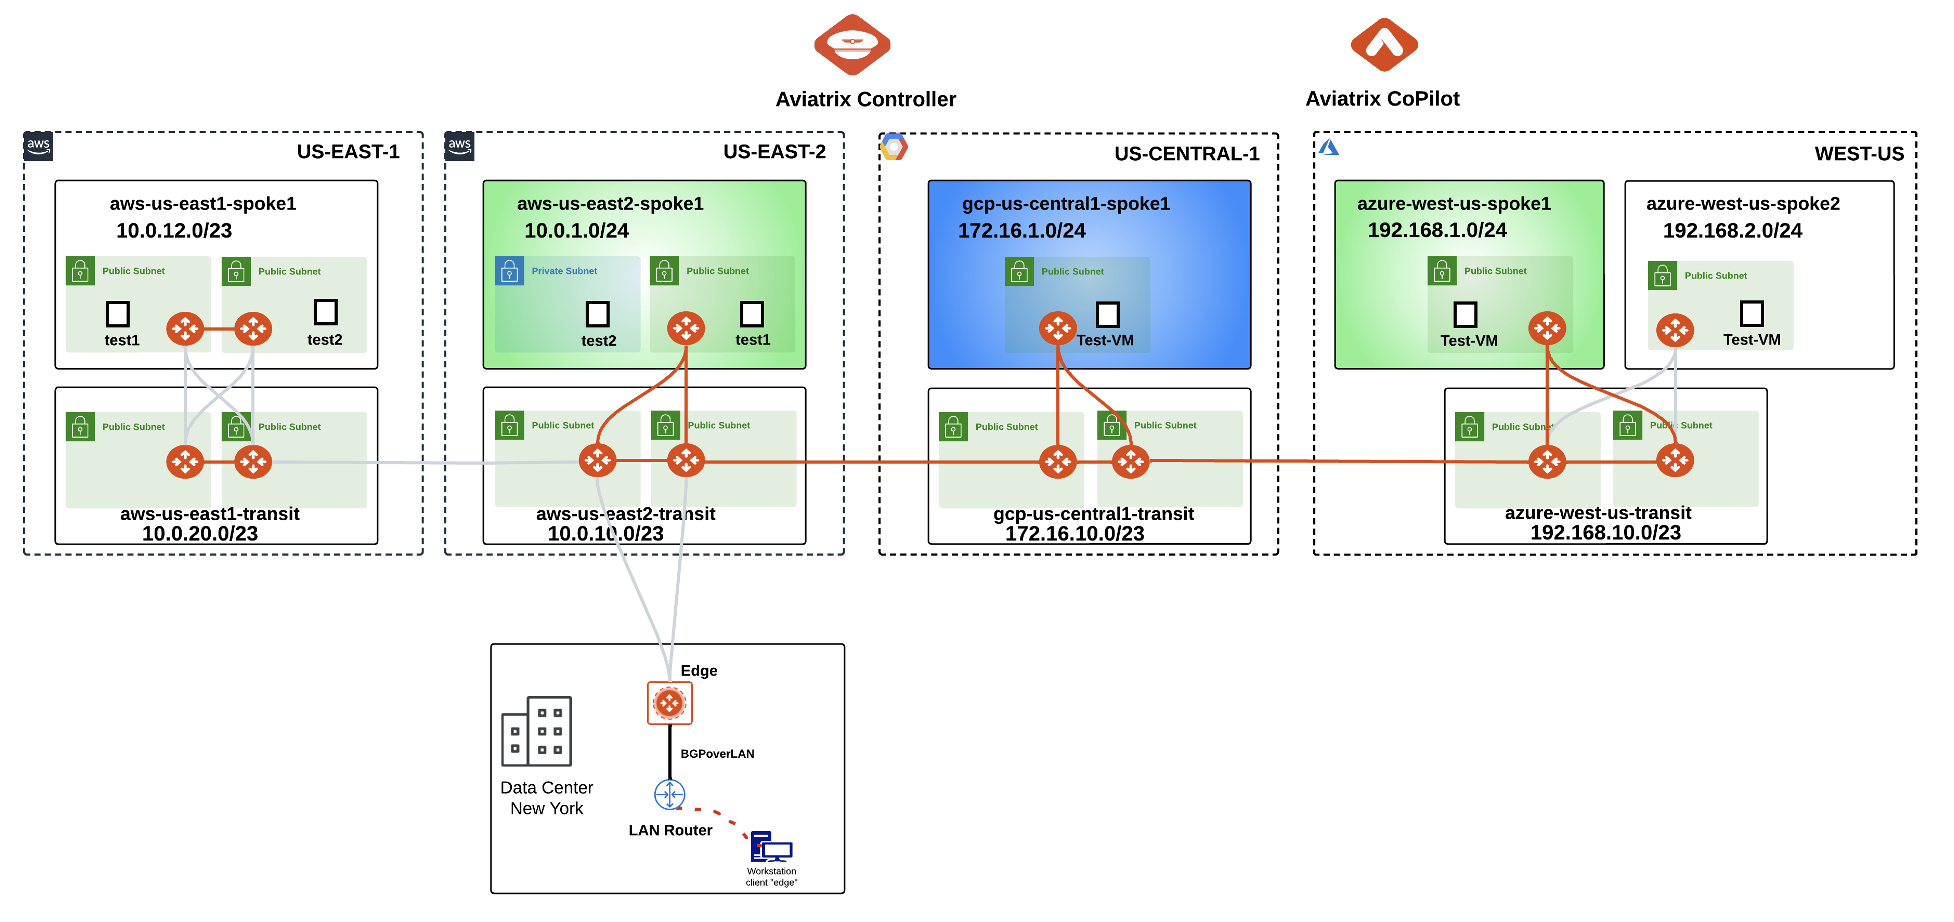 Aviatrix Controller
Aviatrix CoPilot
aws
US-EAST-1
aws-us-east1-spoke1
10.0.12.0/23
Public Subnet
Public Subnet
test1
test2
Public Subnet
Public Subnet
aws-us-east1-transit
10.0.20.0/23
aws
US-EAST-2
aws-us-east2-spoke1
10.0.1.0/24
Private Subnet
Public Subnet
test2
test1
Public Subnet
Public Subnet
aws-us-east2-transit
10.0.10.0/23
US-CENTRAL-1
gcp-us-central1-spoke1
172.16.1.0/24
Public Subnet
Test-VM
Public Subnet
Public Subnet
gcp-us-central1-transit
172.16.10.0/23
WEST-US
azure-west-us-spoke1
192.168.1.0/24
Public Subnet
Test-VM
azure-west-us-spoke2
192.168.2.0/24
Public Subnet
Test-VM
Public Subnet
Public Subnet
azure-west-us-transit
192.168.10.0/23
Edge
BGPoverLAN
Data Center
New York
LAN Router
Workstation
client "edge"